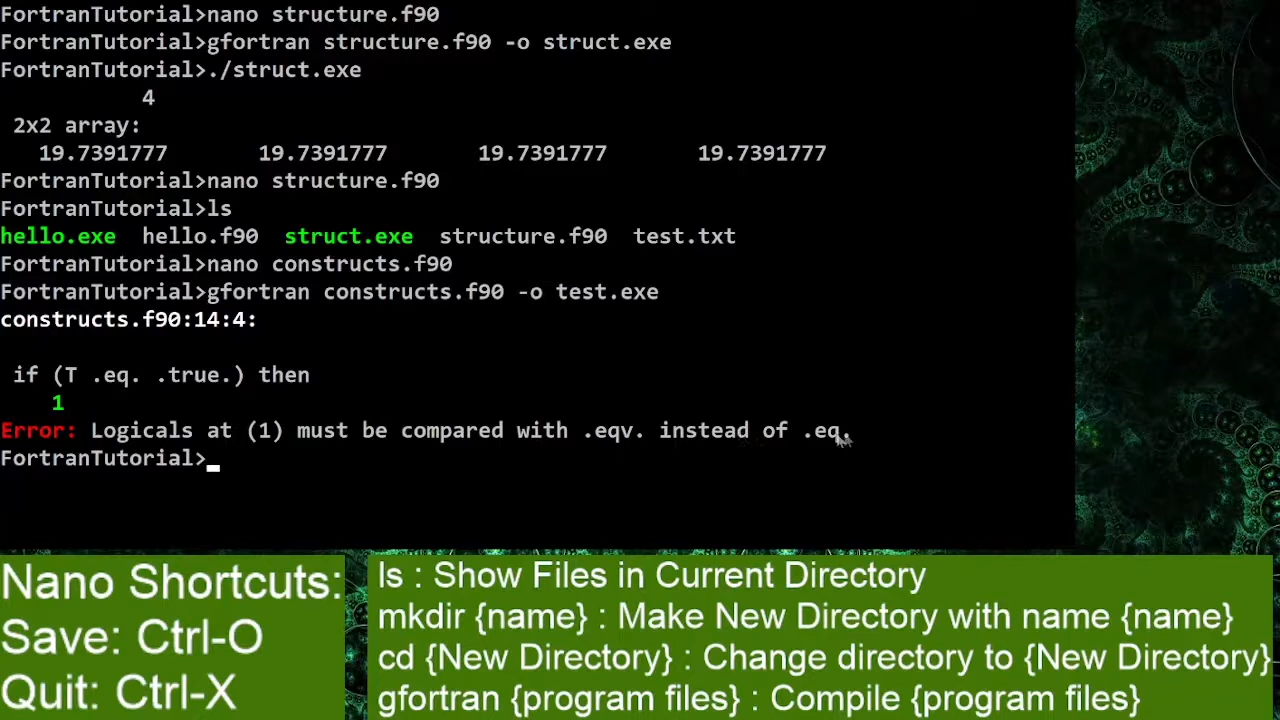 FortranTutorial>nano structure.f90
FortranTutorial>gfortran structure.f90 -o struct.exe
FortranTutorial>./struct.exe
4
2x2 array:
19.7391777 19.7391777 19.7391777 19.7391777
FortranTutorial>nano structure.f90
FortranTutorial>ls
hello.exe hello.f90 struct.exe structure.f90 test.txt
FortranTutorial>nano constructs.f90
FortranTutorial>gfortran constructs.f90 -o test.exe
constructs.f90:14:4:
if (T .eq. .true.) then
1
Error: Logicals at (1) must be compared with .eqv. instead of .eq.
FortranTutorial>
Nano Shortcuts:
Save: Ctrl-O
Quit: Ctrl-X
ls : Show Files in Current Directory
mkdir {name} : Make New Directory with name {name}
cd {New Directory} : Change directory to {New Directory}
gfortran {program files} : Compile {program files}